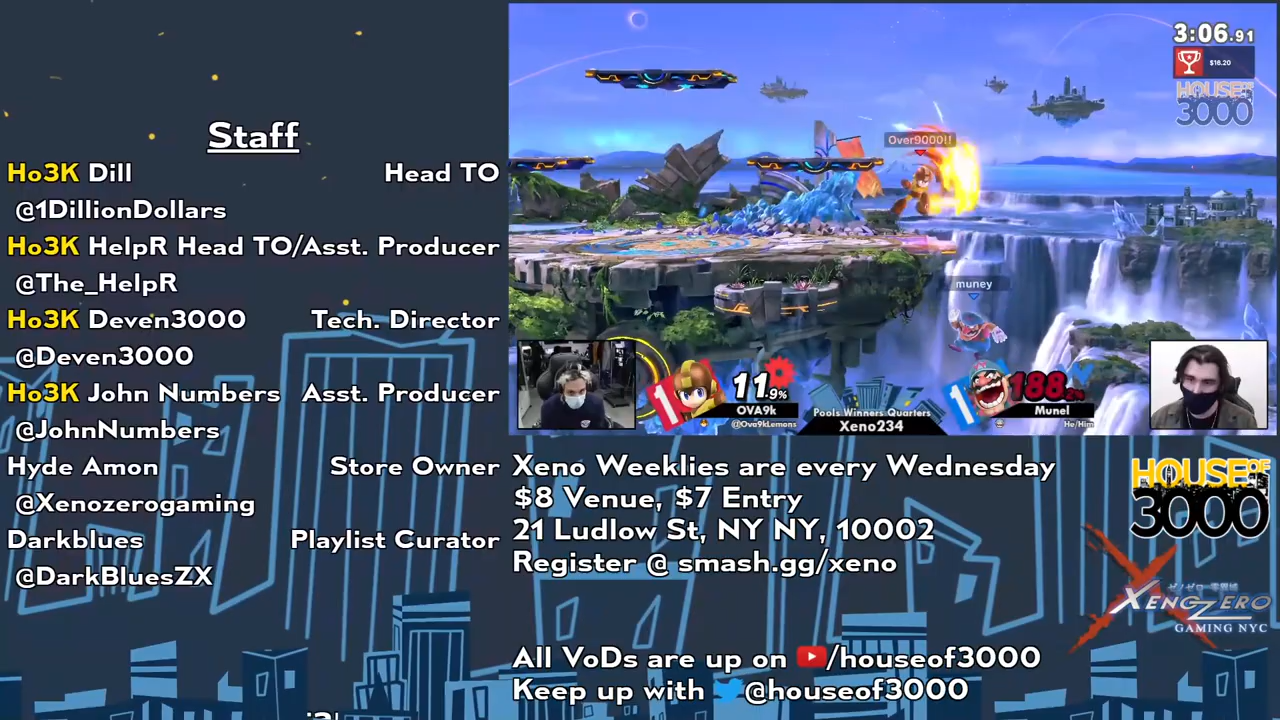 Staff
Ho3K Dill Head TO
@1DillionDollars
Ho3K HelpR Head TO/Asst. Producer
@The_HelpR
Ho3K Deven3000 Tech. Director
@Deven3000
Ho3K John Numbers Asst. Producer
@JohnNumbers
Hyde Amon Store Owner
@Xenozerogaming
Darkblues Playlist Curator
@DarkBluesZX
3:06.91
$16.20
HOUSE OF
3000
Over9000!!
muney
1
11.9%
OVA9k
@Ova9kLemons
Pools Winners Quarters
Xeno234
1
Munel
He/Him
Xeno Weeklies are every Wednesday
$8 Venue, $7 Entry
21 Ludlow St, NY NY, 10002
Register @ smash.gg/xeno
All VoDs are up on /houseof3000
Keep up with @houseof3000
HOUSE OF
3000
XENOZERO
GAMING NYC